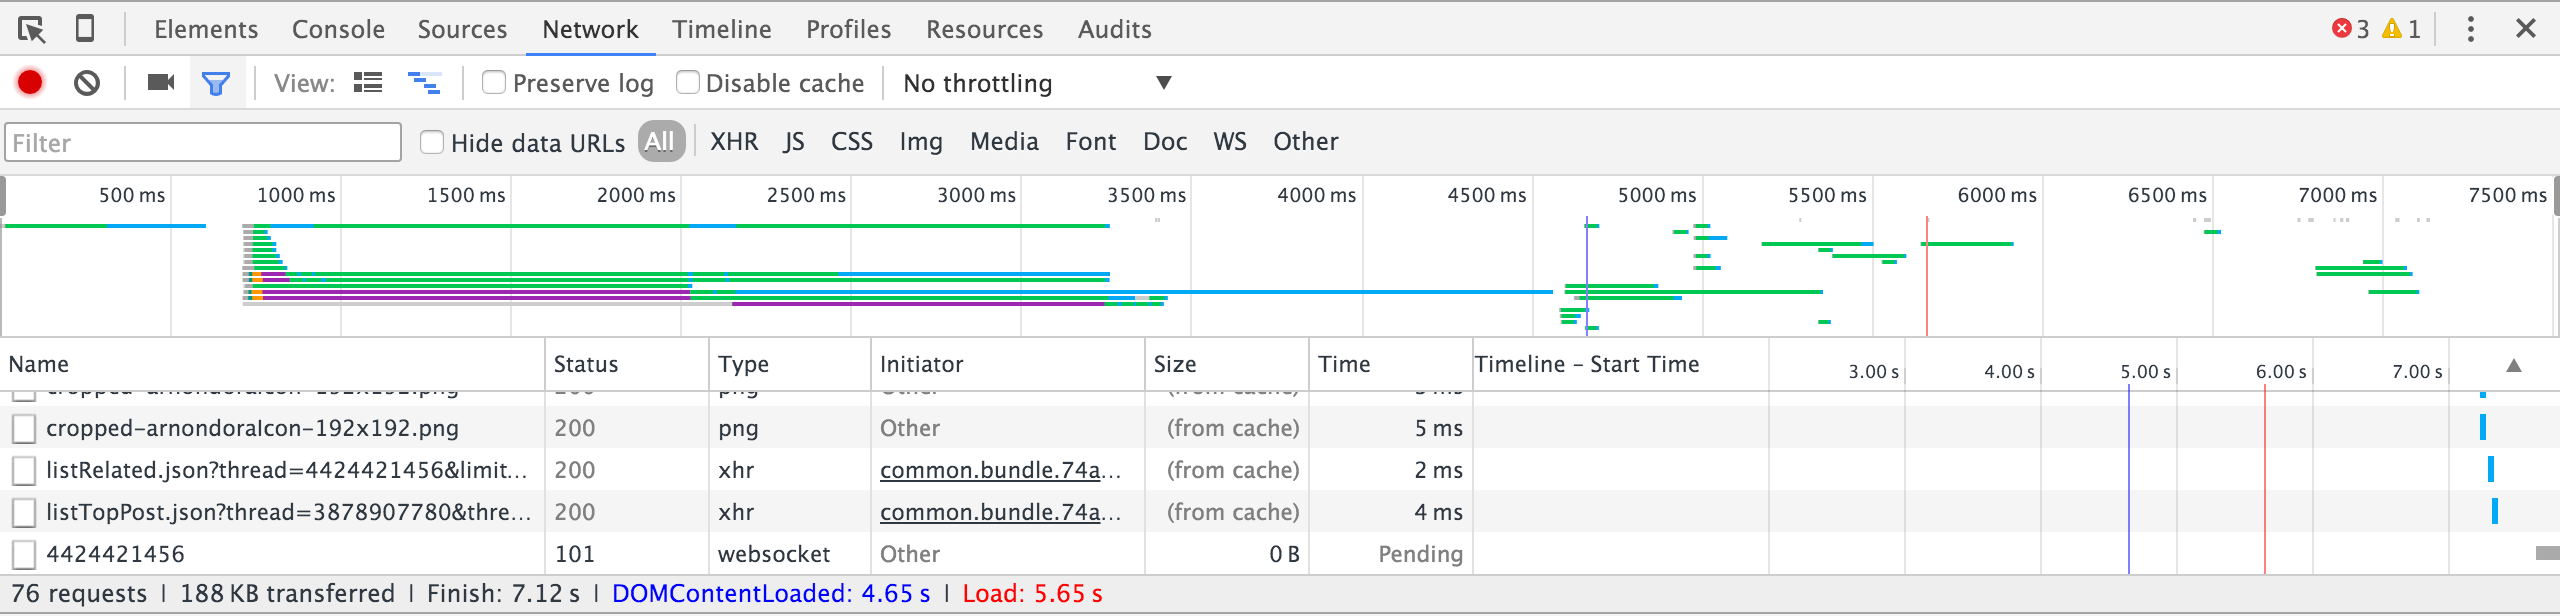 Elements Console Sources Network Timeline Profiles Resources Audits 3 1
View: Preserve log Disable cache No throttling
Filter Hide data URLs All XHR JS CSS Img Media Font Doc WS Other
500 ms 1000 ms 1500 ms 2000 ms 2500 ms 3000 ms 3500 ms 4000 ms 4500 ms 5000 ms 5500 ms 6000 ms 6500 ms 7000 ms 7500 ms
Name Status Type Initiator Size Time Timeline – Start Time 3.00 s 4.00 s 5.00 s 6.00 s 7.00 s
cropped-arnondoraIcon-192x192.png 200 png Other (from cache) 5 ms
listRelated.json?thread=4424421456&limit... 200 xhr common.bundle.74a... (from cache) 2 ms
listTopPost.json?thread=3878907780&thre... 200 xhr common.bundle.74a... (from cache) 4 ms
4424421456 101 websocket Other 0 B Pending
76 requests | 188 KB transferred | Finish: 7.12 s | DOMContentLoaded: 4.65 s | Load: 5.65 s